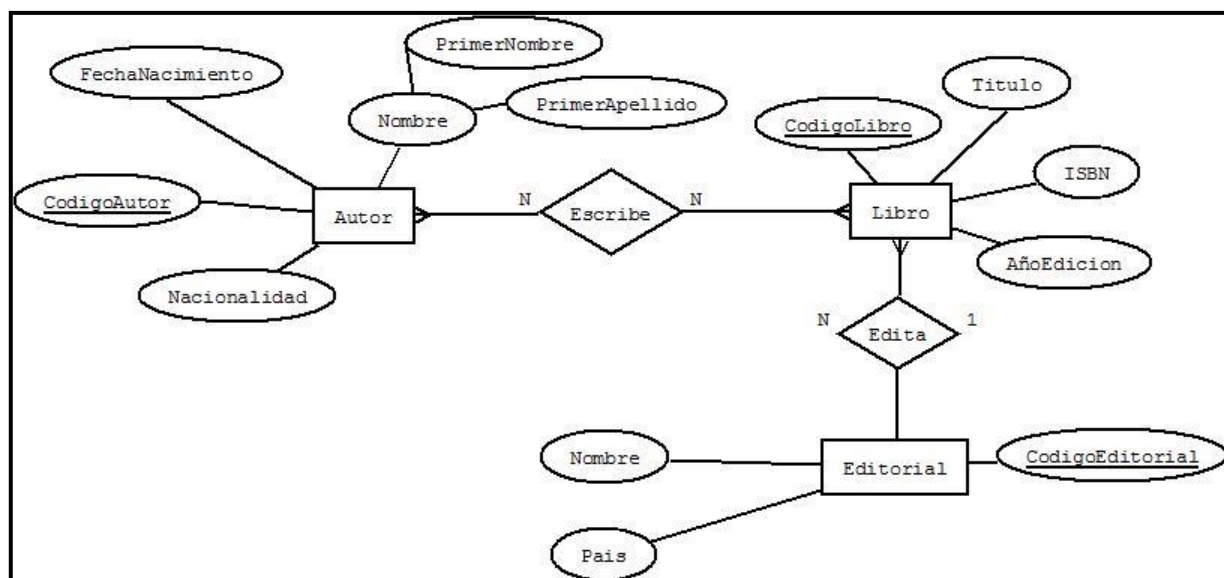 PrimerNombre
FechaNacimiento
PrimerApellido
Nombre
Titulo
CodigoLibro
ISBN
CodigoAutor
Autor
N
Escribe
N
Libro
AñoEdicion
Nacionalidad
N
Edita
1
Nombre
Editorial
CodigoEditorial
Pais